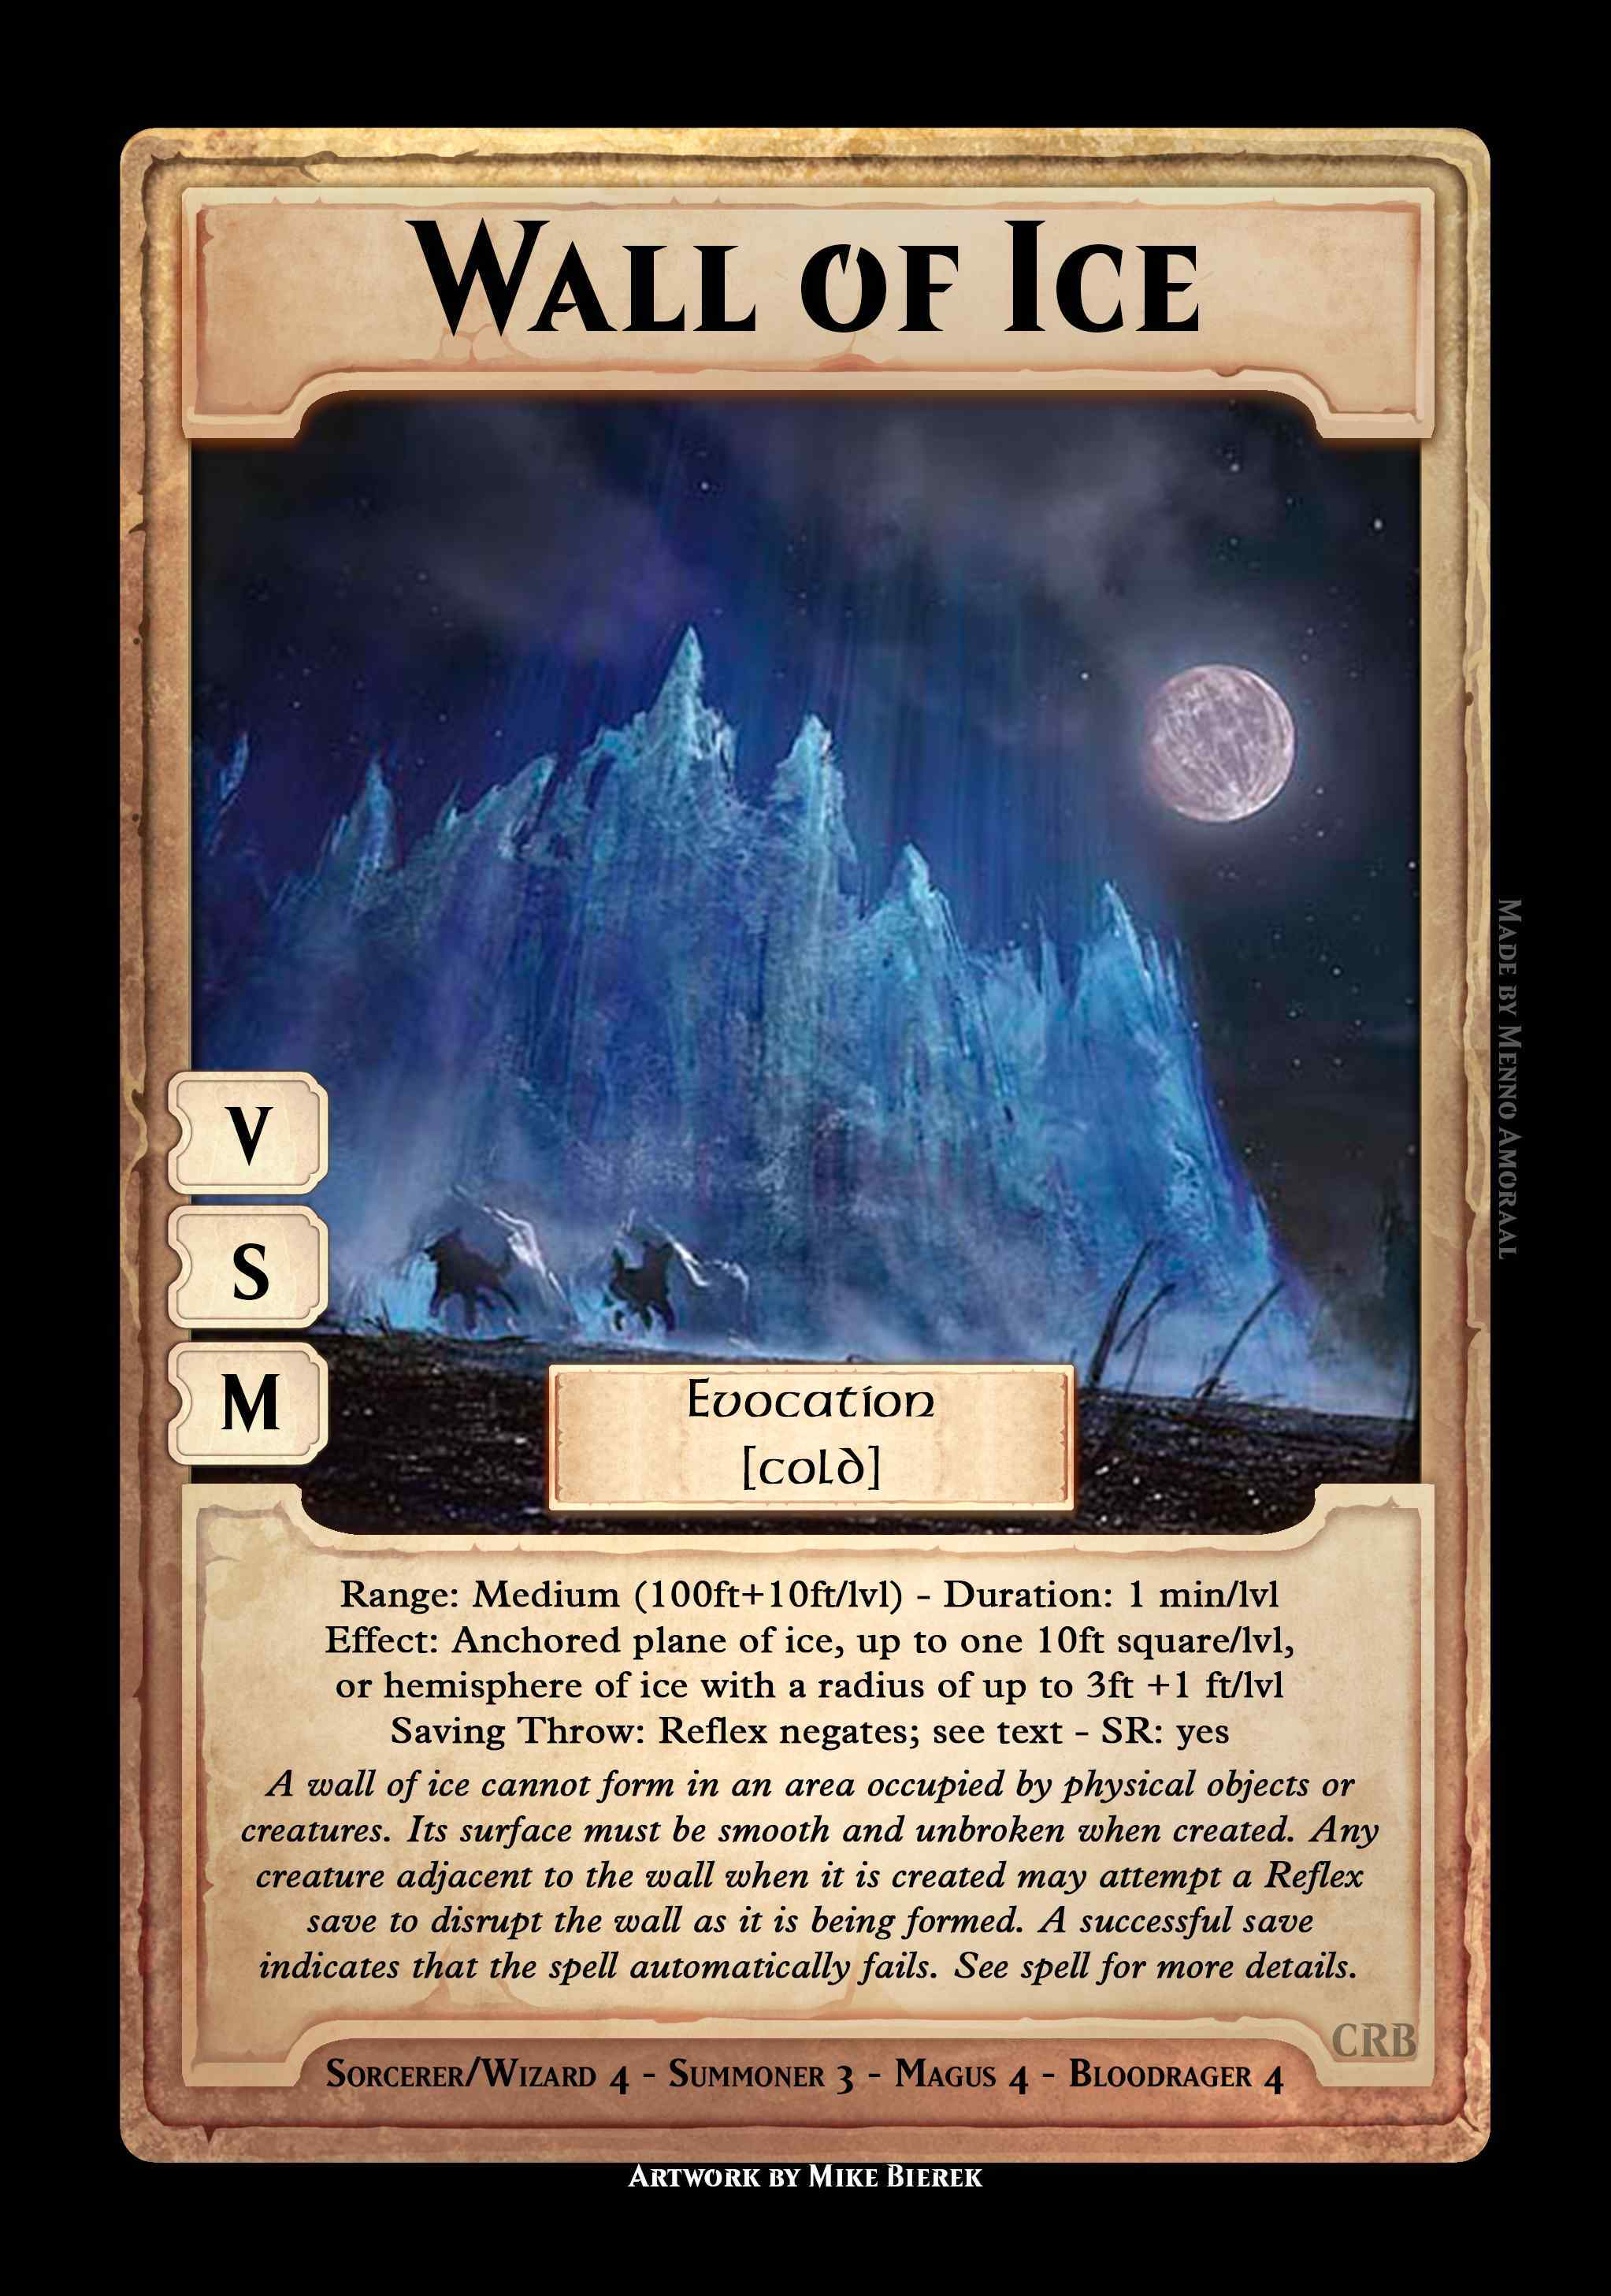 Wall of Ice
V
S
M
Evocation
[cold]
Range: Medium (100ft+10ft/lvl) - Duration: 1 min/lvl
Effect: Anchored plane of ice, up to one 10ft square/lvl,
or hemisphere of ice with a radius of up to 3ft +1 ft/lvl
Saving Throw: Reflex negates; see text - SR: yes
A wall of ice cannot form in an area occupied by physical objects or
creatures. Its surface must be smooth and unbroken when created. Any
creature adjacent to the wall when it is created may attempt a Reflex
save to disrupt the wall as it is being formed. A successful save
indicates that the spell automatically fails. See spell for more details.
CRB
Sorcerer/Wizard 4 - Summoner 3 - Magus 4 - Bloodrager 4
Artwork by Mike Bierek
Made by Menno Amoraal